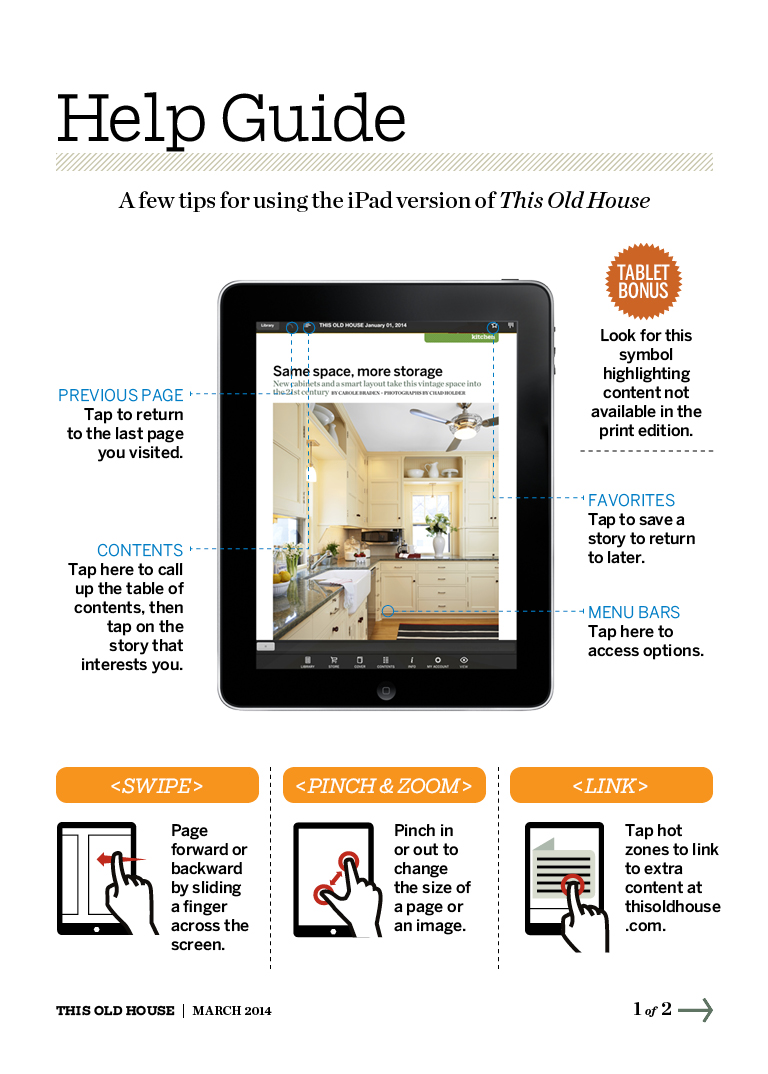 Help Guide
A few tips for using the iPad version of This Old House
TABLET
BONUS
Look for this
symbol
highlighting
content not
available in the
print edition.
Library
THIS OLD HOUSE January 01, 2014
kitchen
Same space, more storage
New cabinets and a smart layout take this vintage space into
the 21st century BY CAROLE BRADEN • PHOTOGRAPHS BY CHAD HOLDER
PREVIOUS PAGE
Tap to return
to the last page
you visited.
CONTENTS
Tap here to call
up the table of
contents, then
tap on the
story that
interests you.
FAVORITES
Tap to save a
story to return
to later.
MENU BARS
Tap here to
access options.
LIBRARY STORE COVER CONTENTS INFO MY ACCOUNT VIEW
<SWIPE>
Page
forward or
backward
by sliding
a finger
across the
screen.
<PINCH & ZOOM>
Pinch in
or out to
change
the size of
a page or
an image.
<LINK>
Tap hot
zones to link
to extra
content at
thisoldhouse
.com.
THIS OLD HOUSE | MARCH 2014
1 of 2